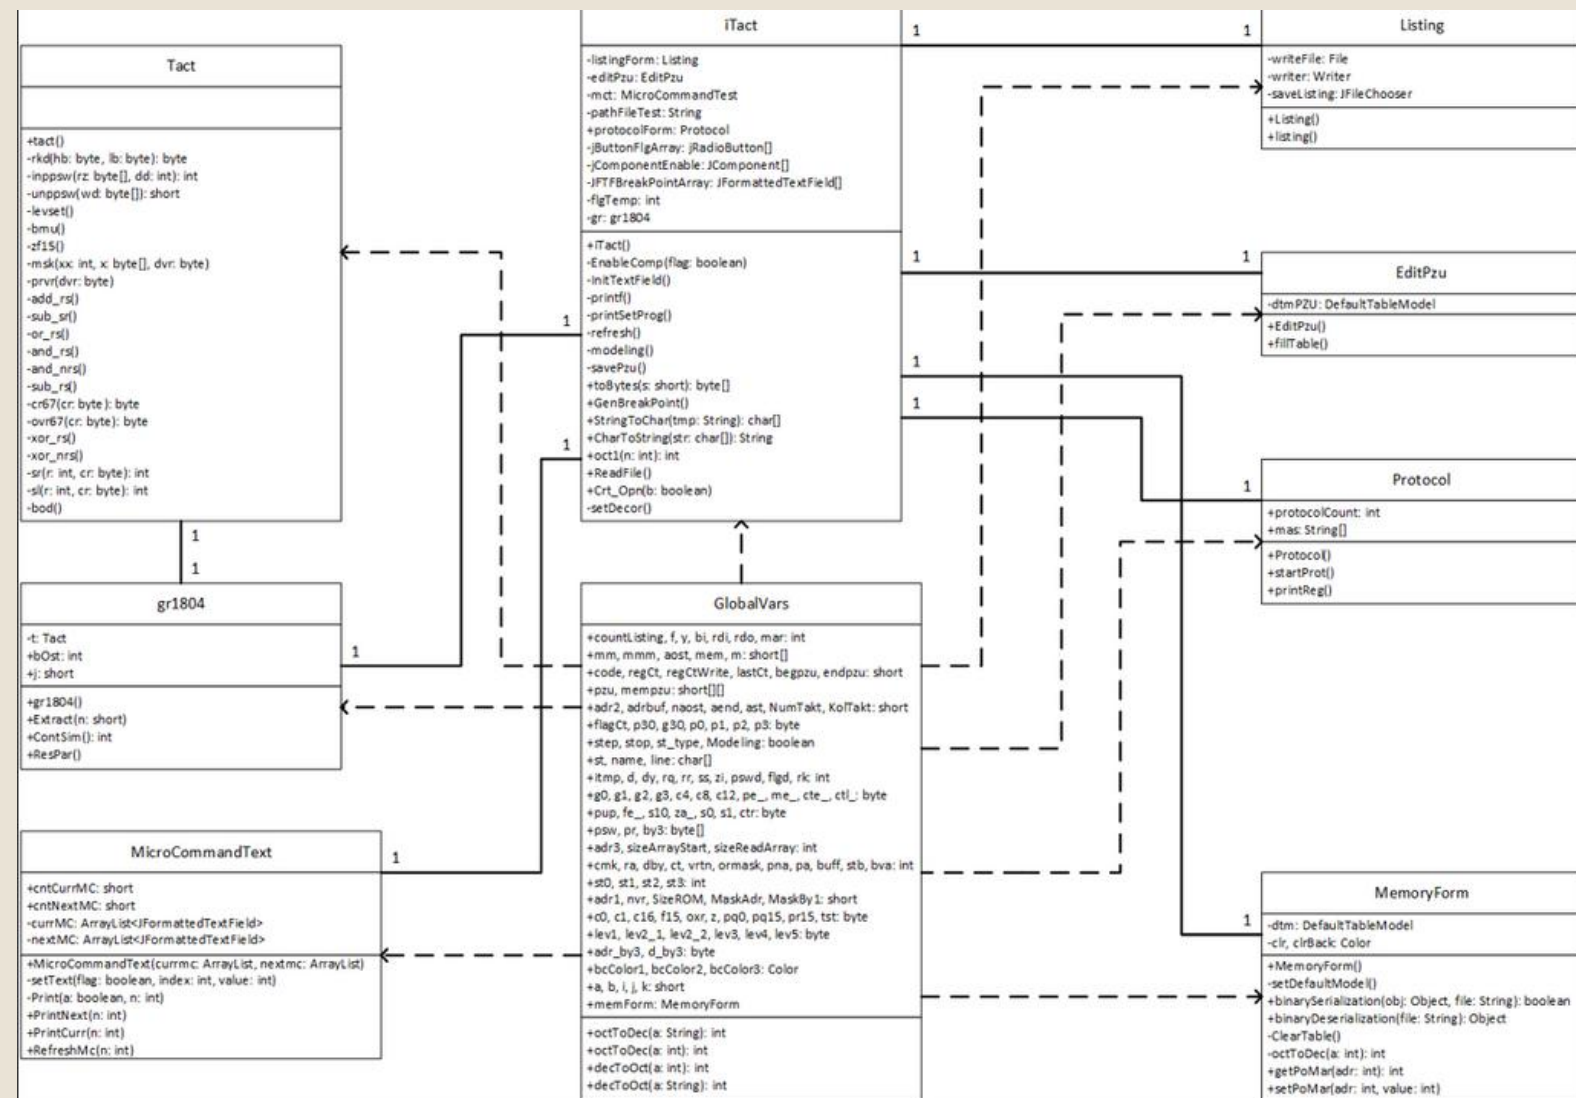 Tact
+tact()
-rkd(hb: byte, lb: byte): byte
-inppsw(rz: byte[], dd: int): int
-unppsw(wd: byte[]): short
-levset()
-bmu()
-zf15()
-msk(xx: int, x: byte[], dvr: byte)
-prvr(dvr: byte)
-add_rs()
-sub_sr()
-or_rs()
-and_rs()
-and_nrs()
-sub_rs()
-cr67(cr: byte): byte
-ovr67(cr: byte): byte
-xor_rs()
-xor_nrs()
-sr(r: int, cr: byte): int
-sl(r: int, cr: byte): int
-bod()
1
1
gr1804
-t: Tact
+bOst: int
+j: short
+gr1804()
+Extract(n: short)
+ContSim(): int
+ResPar()
1
MicroCommandText
+cntCurrMC: short
+cntNextMC: short
-currMC: ArrayList<JFormattedTextField>
-nextMC: ArrayList<JFormattedTextField>
+MicroCommandText(currmc: ArrayList, nextmc: ArrayList)
-setText(flag: boolean, index: int, value: int)
-Print(a: boolean, n: int)
+PrintNext(n: int)
+PrintCurr(n: int)
+RefreshMc(n: int)
1
iTact
-listingForm: Listing
-editPzu: EditPzu
-mct: MicroCommandTest
-pathFileTest: String
+protocolForm: Protocol
-jButtonFlgArray: jRadioButton[]
-jComponentEnable: JComponent[]
-JFTFBreakPointArray: JFormattedTextField[]
-flgTemp: int
-gr: gr1804
+iTact()
-EnableComp(flag: boolean)
-InitTextField()
-printf()
-printSetProg()
-refresh()
-modeling()
-savePzu()
+toBytes(s: short): byte[]
+GenBreakPoint()
+StringToChar(tmp: String): char[]
+CharToString(str: char[]): String
+oct1(n: int): int
+ReadFile()
+Crt_Opn(b: boolean)
-setDecor()
1
1
1
1
1
1
GlobalVars
+countListing, f, y, bi, rdi, rdo, mar: int
+mm, mmm, aost, mem, m: short[]
+code, regCt, regCtWrite, lastCt, begpzu, endpzu: short
+pzu, mempzu: short[][]
+adr2, adrbuf, naost, aend, ast, NumTakt, KolTakt: short
+flagCt, p30, g30, p0, p1, p2, p3: byte
+step, stop, st_type, Modeling: boolean
+st, name, line: char[]
+itmp, d, dy, rq, rr, ss, zi, pswd, flgd, rk: int
+g0, g1, g2, g3, c4, c8, c12, pe_, me_, cte_, ctl_: byte
+pup, fe_, s10, za_, s0, s1, ctr: byte
+psw, pr, by3: byte[]
+adr3, sizeArrayStart, sizeReadArray: int
+cmk, ra, dby, ct, vrtn, ormask, pna, pa, buff, stb, bva: int
+st0, st1, st2, st3: int
+adr1, nvr, SizeROM, MaskAdr, MaskBy1: short
+c0, c1, c16, f15, oxr, z, pq0, pq15, pr15, tst: byte
+lev1, lev2_1, lev2_2, lev3, lev4, lev5: byte
+adr_by3, d_by3: byte
+bcColor1, bcColor2, bcColor3: Color
+a, b, i, j, k: short
+memForm: MemoryForm
+octToDec(a: String): int
+octToDec(a: int): int
+decToOct(a: int): int
+decToOct(a: String): int
Listing
-writeFile: File
-writer: Writer
-saveListing: JFileChooser
+Listing()
+listing()
1
EditPzu
-dtmPZU: DefaultTableModel
+EditPzu()
+fillTable()
1
Protocol
+protocolCount: int
+mas: String[]
+Protocol()
+startProt()
+printReg()
1
MemoryForm
-dtm: DefaultTableModel
-clr, clrBack: Color
+MemoryForm()
-setDefaultModel()
+binarySerialization(obj: Object, file: String): boolean
+binaryDeserialization(file: String): Object
-ClearTable()
-octToDec(a: int): int
+getPoMar(adr: int): int
+setPoMar(adr: int, value: int)
1